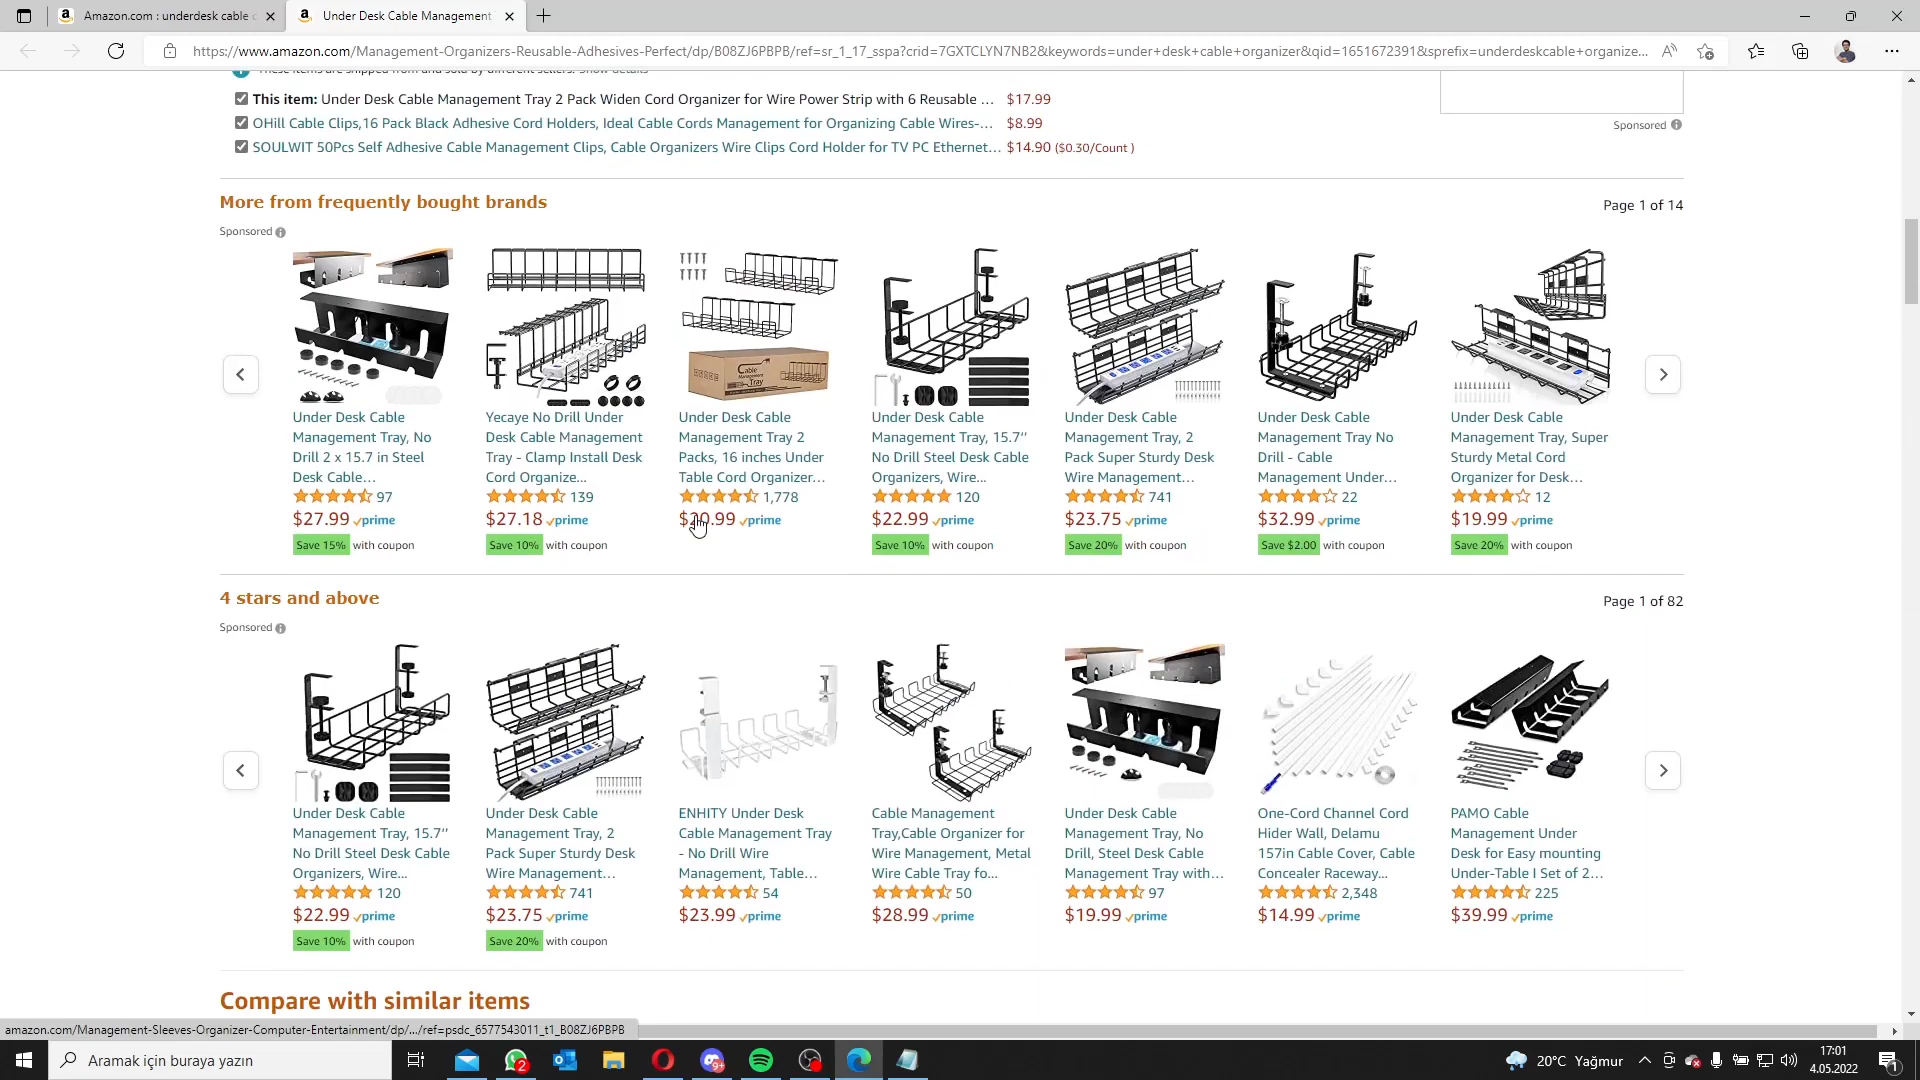 Amazon.com : underdesk cable c
Under Desk Cable Management
https://www.amazon.com/Management-Organizers-Reusable-Adhesives-Perfect/dp/B08ZJ6PBPB/ref=sr_1_17_sspa?crid=7GXTCLYN7NB2&keywords=under+desk+cable+organizer&qid=1651672391&sprefix=underdeskcable+organize...
These items are shipped from and sold by different sellers. Show details
This item: Under Desk Cable Management Tray 2 Pack Widen Cord Organizer for Wire Power Strip with 6 Reusable ... $17.99
OHill Cable Clips,16 Pack Black Adhesive Cord Holders, Ideal Cable Cords Management for Organizing Cable Wires-... $8.99
SOULWIT 50Pcs Self Adhesive Cable Management Clips, Cable Organizers Wire Clips Cord Holder for TV PC Ethernet... $14.90 ($0.30/Count )
Sponsored
More from frequently bought brands
Page 1 of 14
Sponsored
Under Desk Cable
Management Tray, No
Drill 2 x 15.7 in Steel
Desk Cable...
97
$27.99 prime
Save 15% with coupon
Yecaye No Drill Under
Desk Cable Management
Tray - Clamp Install Desk
Cord Organize...
139
$27.18 prime
Save 10% with coupon
Cable
Management
Tray
Under Desk Cable
Management Tray 2
Packs, 16 inches Under
Table Cord Organizer...
1,778
$20.99 prime
Under Desk Cable
Management Tray, 15.7’’
No Drill Steel Desk Cable
Organizers, Wire...
120
$22.99 prime
Save 10% with coupon
Under Desk Cable
Management Tray, 2
Pack Super Sturdy Desk
Wire Management...
741
$23.75 prime
Save 20% with coupon
Under Desk Cable
Management Tray No
Drill - Cable
Management Under...
22
$32.99 prime
Save $2.00 with coupon
Under Desk Cable
Management Tray, Super
Sturdy Metal Cord
Organizer for Desk...
12
$19.99 prime
Save 20% with coupon
4 stars and above
Page 1 of 82
Sponsored
Under Desk Cable
Management Tray, 15.7’’
No Drill Steel Desk Cable
Organizers, Wire...
120
$22.99 prime
Save 10% with coupon
Under Desk Cable
Management Tray, 2
Pack Super Sturdy Desk
Wire Management...
741
$23.75 prime
Save 20% with coupon
ENHITY Under Desk
Cable Management Tray
- No Drill Wire
Management, Table...
54
$23.99 prime
Cable Management
Tray,Cable Organizer for
Wire Management, Metal
Wire Cable Tray fo...
50
$28.99 prime
Under Desk Cable
Management Tray, No
Drill, Steel Desk Cable
Management Tray with...
97
$19.99 prime
One-Cord Channel Cord
Hider Wall, Delamu
157in Cable Cover, Cable
Concealer Raceway...
2,348
$14.99 prime
PAMO Cable
Management Under
Desk for Easy mounting
Under-Table I Set of 2...
225
$39.99 prime
Compare with similar items
amazon.com/Management-Sleeves-Organizer-Computer-Entertainment/dp/.../ref=psdc_6577543011_t1_B08ZJ6PBPB
Aramak için buraya yazın
2
9+
20°C Yağmur
17:01
4.05.2022
1